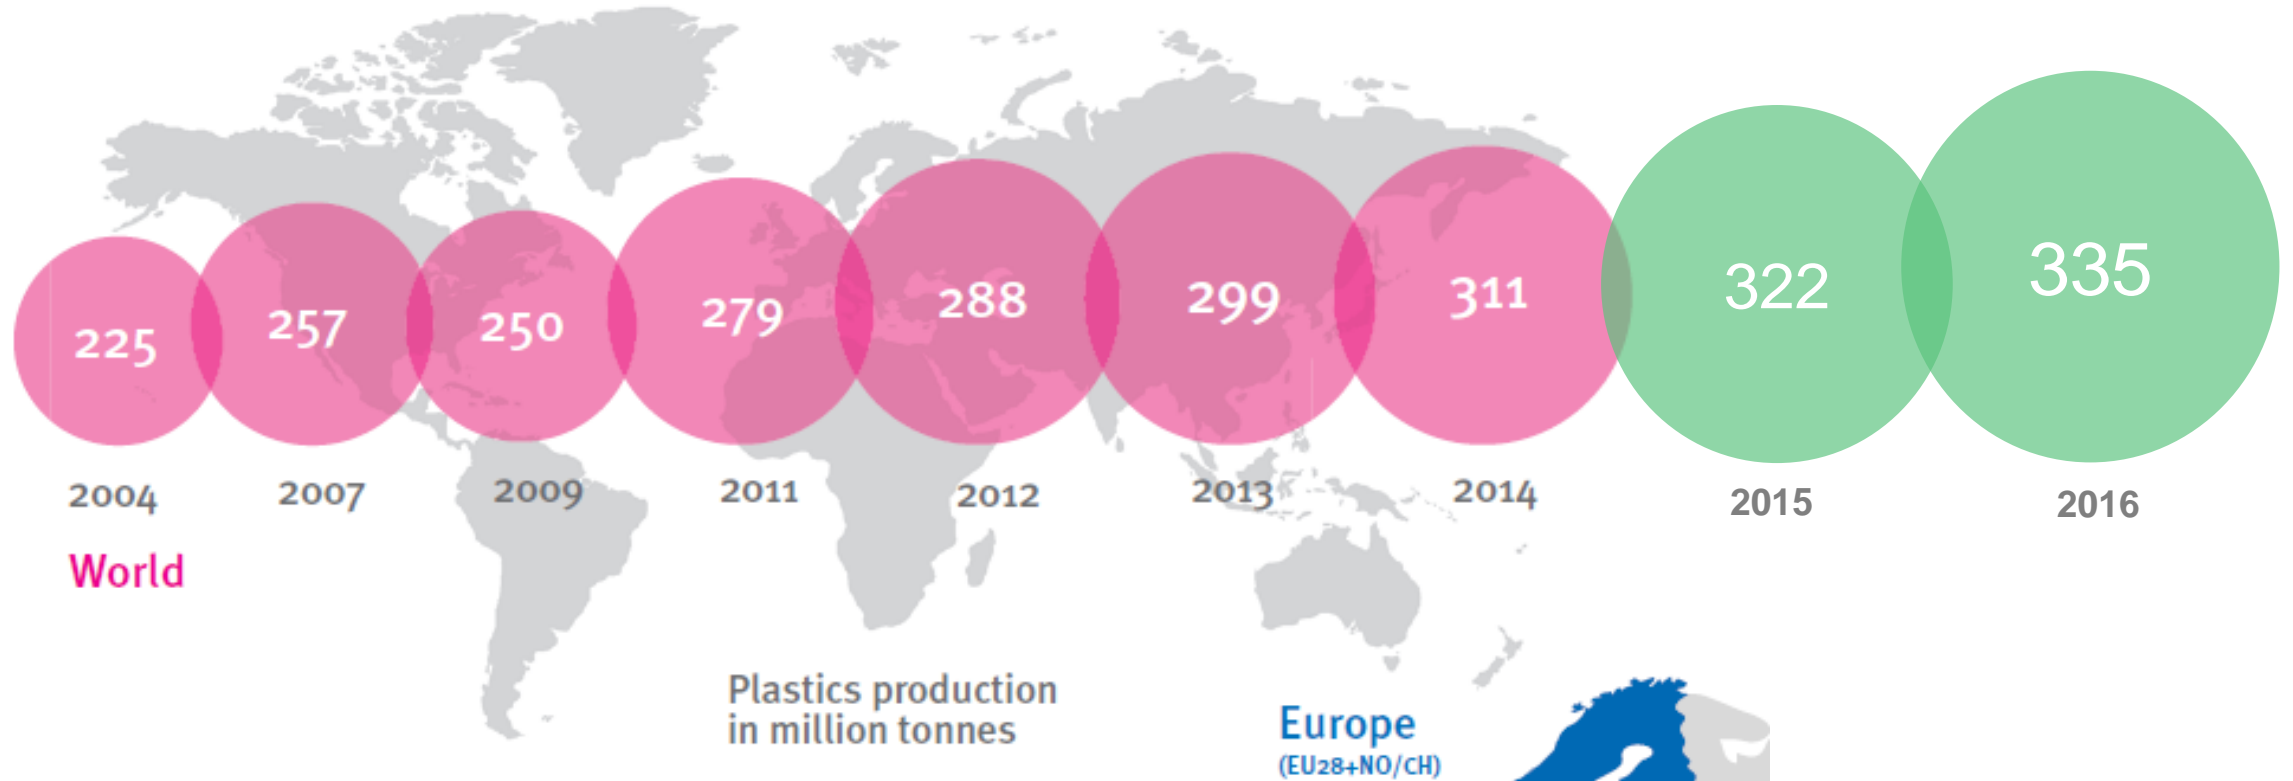 225 257 250 279 288 299 311 322 335
2004 2007 2009 2011 2012 2013 2014 2015 2016
World
Plastics production
in million tonnes
Europe
(EU28+NO/CH)